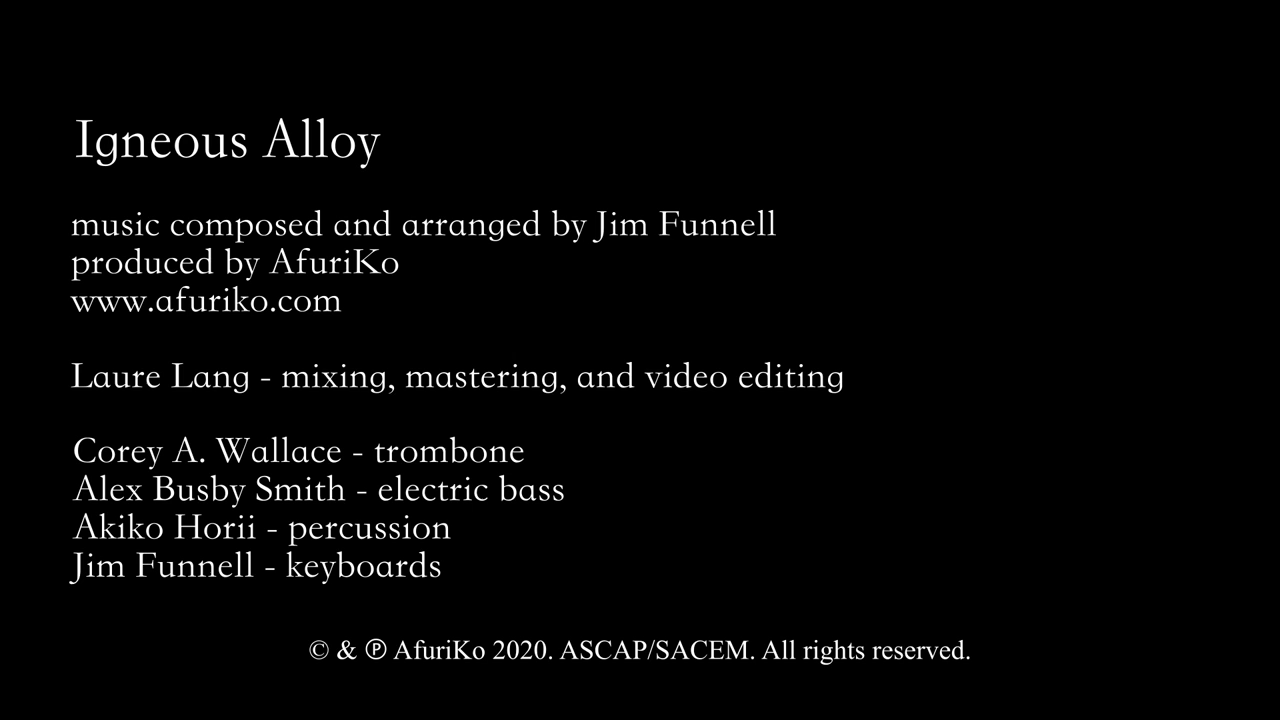 Igneous Alloy
music composed and arranged by Jim Funnell
produced by AfuriKo
www.afuriko.com
Laure Lang - mixing, mastering, and video editing
Corey A. Wallace - trombone
Alex Busby Smith - electric bass
Akiko Horii - percussion
Jim Funnell - keyboards
© & ℗ AfuriKo 2020. ASCAP/SACEM. All rights reserved.